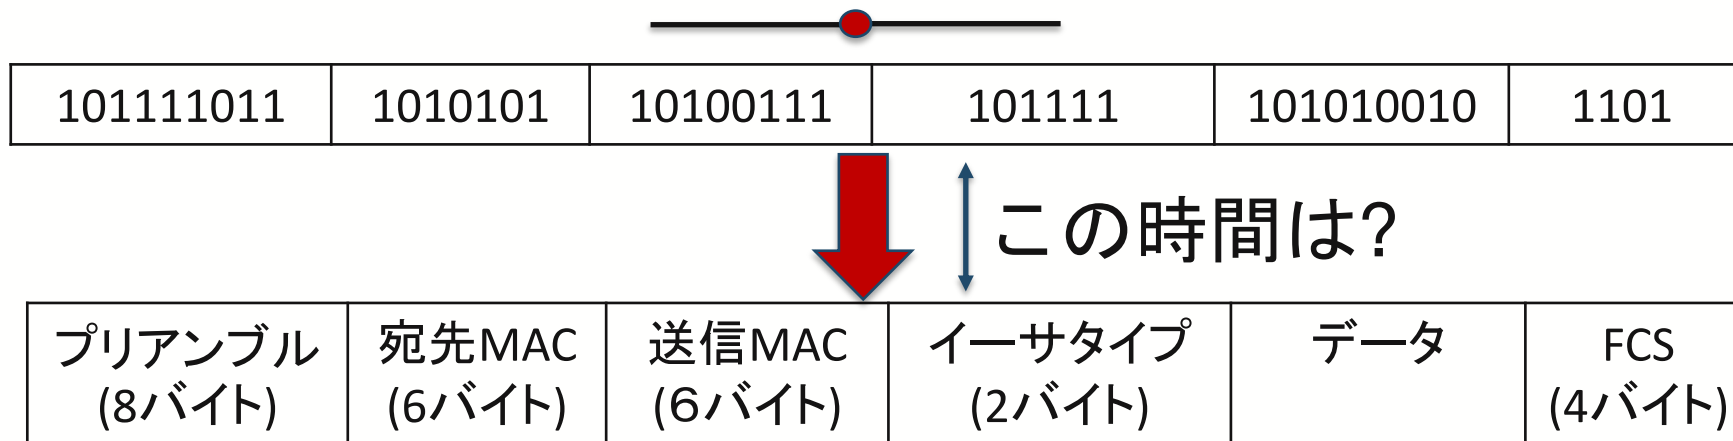 101111011 1010101 10100111 101111 101010010 1101
この時間は?
プリアンブル 宛先MAC 送信MAC イーサタイプ データ FCS
(8バイト) (6バイト) (６バイト) (2バイト) (4バイト)